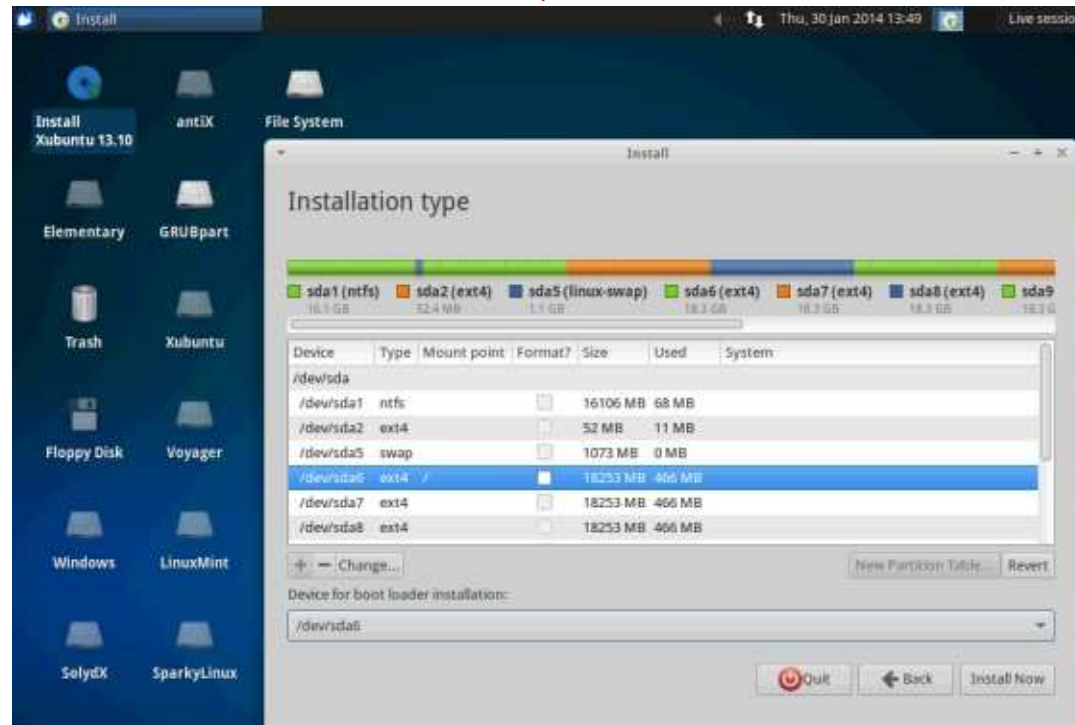 Install
Thu, 30 Jan 2014 13:49
Live sessio
Install Xubuntu 13.10
antiX
File System
Elementary
GRUBpart
Trash
Xubuntu
Floppy Disk
Voyager
Windows
LinuxMint
SolydX
SparkyLinux
Install
Installation type
sda1 (ntfs) sda2 (ext4) sda5 (linux-swap) sda6 (ext4) sda7 (ext4) sda8 (ext4) sda9
16.1 GB 52.4 MB 1.1 GB 18.3 GB 18.3 GB 18.3 GB 18.3 G
Device Type Mount point Format? Size Used System
/dev/sda
/dev/sda1 ntfs 16106 MB 68 MB
/dev/sda2 ext4 52 MB 11 MB
/dev/sda5 swap 1073 MB 0 MB
/dev/sda6 ext4 / 18253 MB 466 MB
/dev/sda7 ext4 18253 MB 466 MB
/dev/sda8 ext4 18253 MB 466 MB
+ − Change... New Partition Table... Revert
Device for boot loader installation:
/dev/sda6
Quit Back Install Now